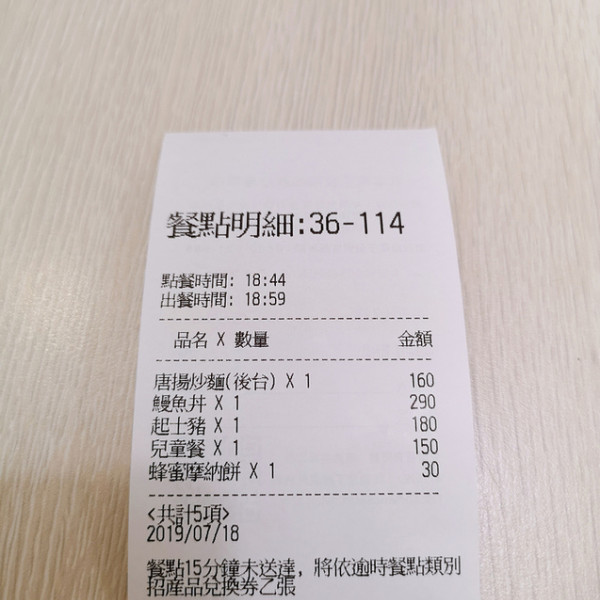 餐點明細:36-114
點餐時間: 18:44
出餐時間: 18:59
品名 X 數量 金額
唐揚炒麵(後台) X 1 160
鰻魚丼 X 1 290
起士豬 X 1 180
兒童餐 X 1 150
蜂蜜摩納餅 X 1 30
<共計5項>
2019/07/18
餐點15分鐘未送達, 將依逾時餐點類別
招產品兌換券乙張